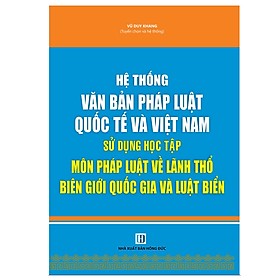 VŨ DUY KHANG
(Tuyển chọn và hệ thống)
HỆ THỐNG
VĂN BẢN PHÁP LUẬT
QUỐC TẾ VÀ VIỆT NAM
SỬ DỤNG HỌC TẬP
MÔN PHÁP LUẬT VỀ LÃNH THỔ
BIÊN GIỚI QUỐC GIA VÀ LUẬT BIỂN
NHÀ XUẤT BẢN HỒNG ĐỨC